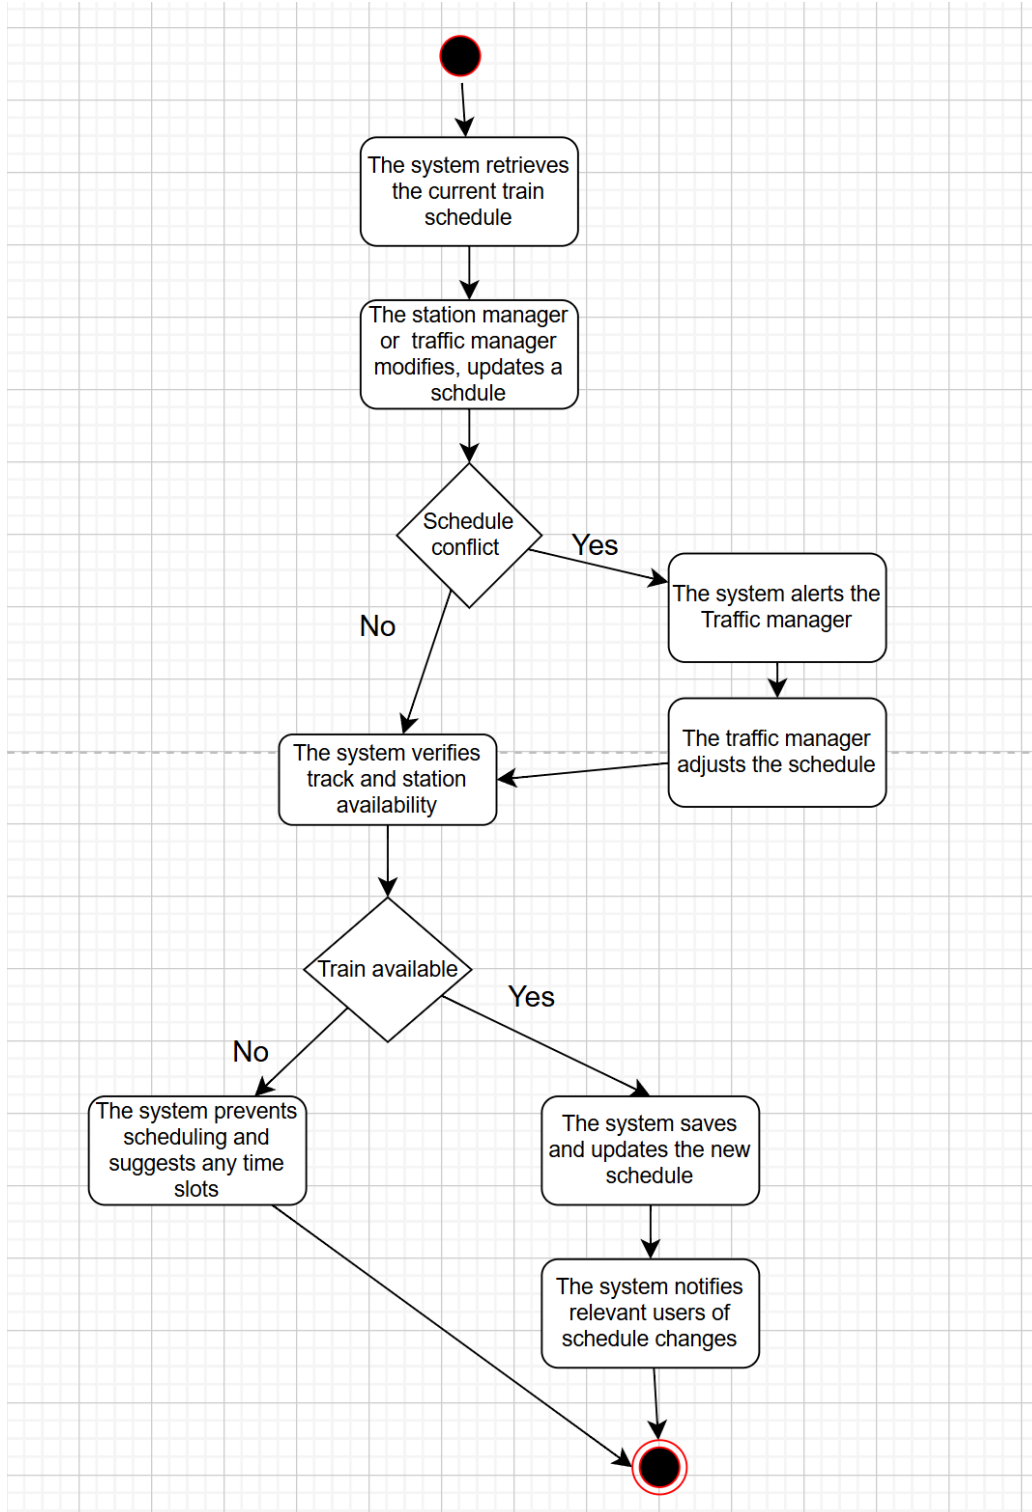 The system retrieves
the current train
schedule
The station manager
or  traffic manager
modifies, updates a
schdule
Schedule
conflict
Yes
The system alerts the
Traffic manager
No
The traffic manager
adjusts the schedule
The system verifies
track and station
availability
Train available
Yes
No
The system prevents
scheduling and
suggests any time
slots
The system saves
and updates the new
schedule
The system notifies
relevant users of
schedule changes